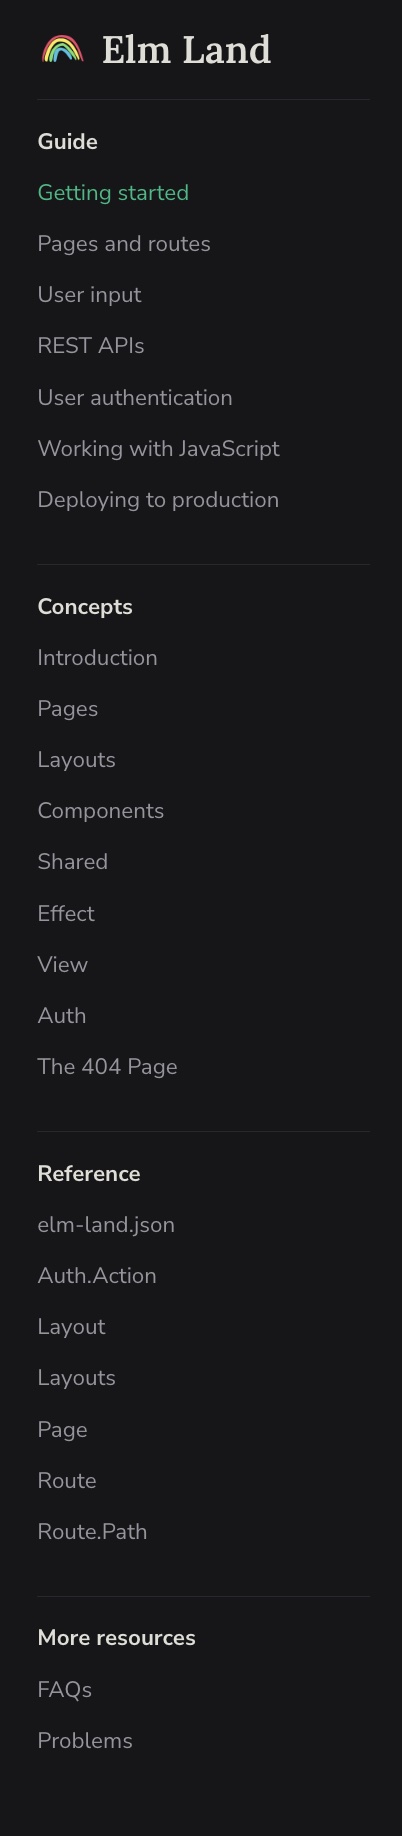 Elm Land
Guide
Getting started
Pages and routes
User input
REST APIs
User authentication
Working with JavaScript
Deploying to production
Concepts
Introduction
Pages
Layouts
Components
Shared
Effect
View
Auth
The 404 Page
Reference
elm-land.json
Auth.Action
Layout
Layouts
Page
Route
Route.Path
More resources
FAQs
Problems